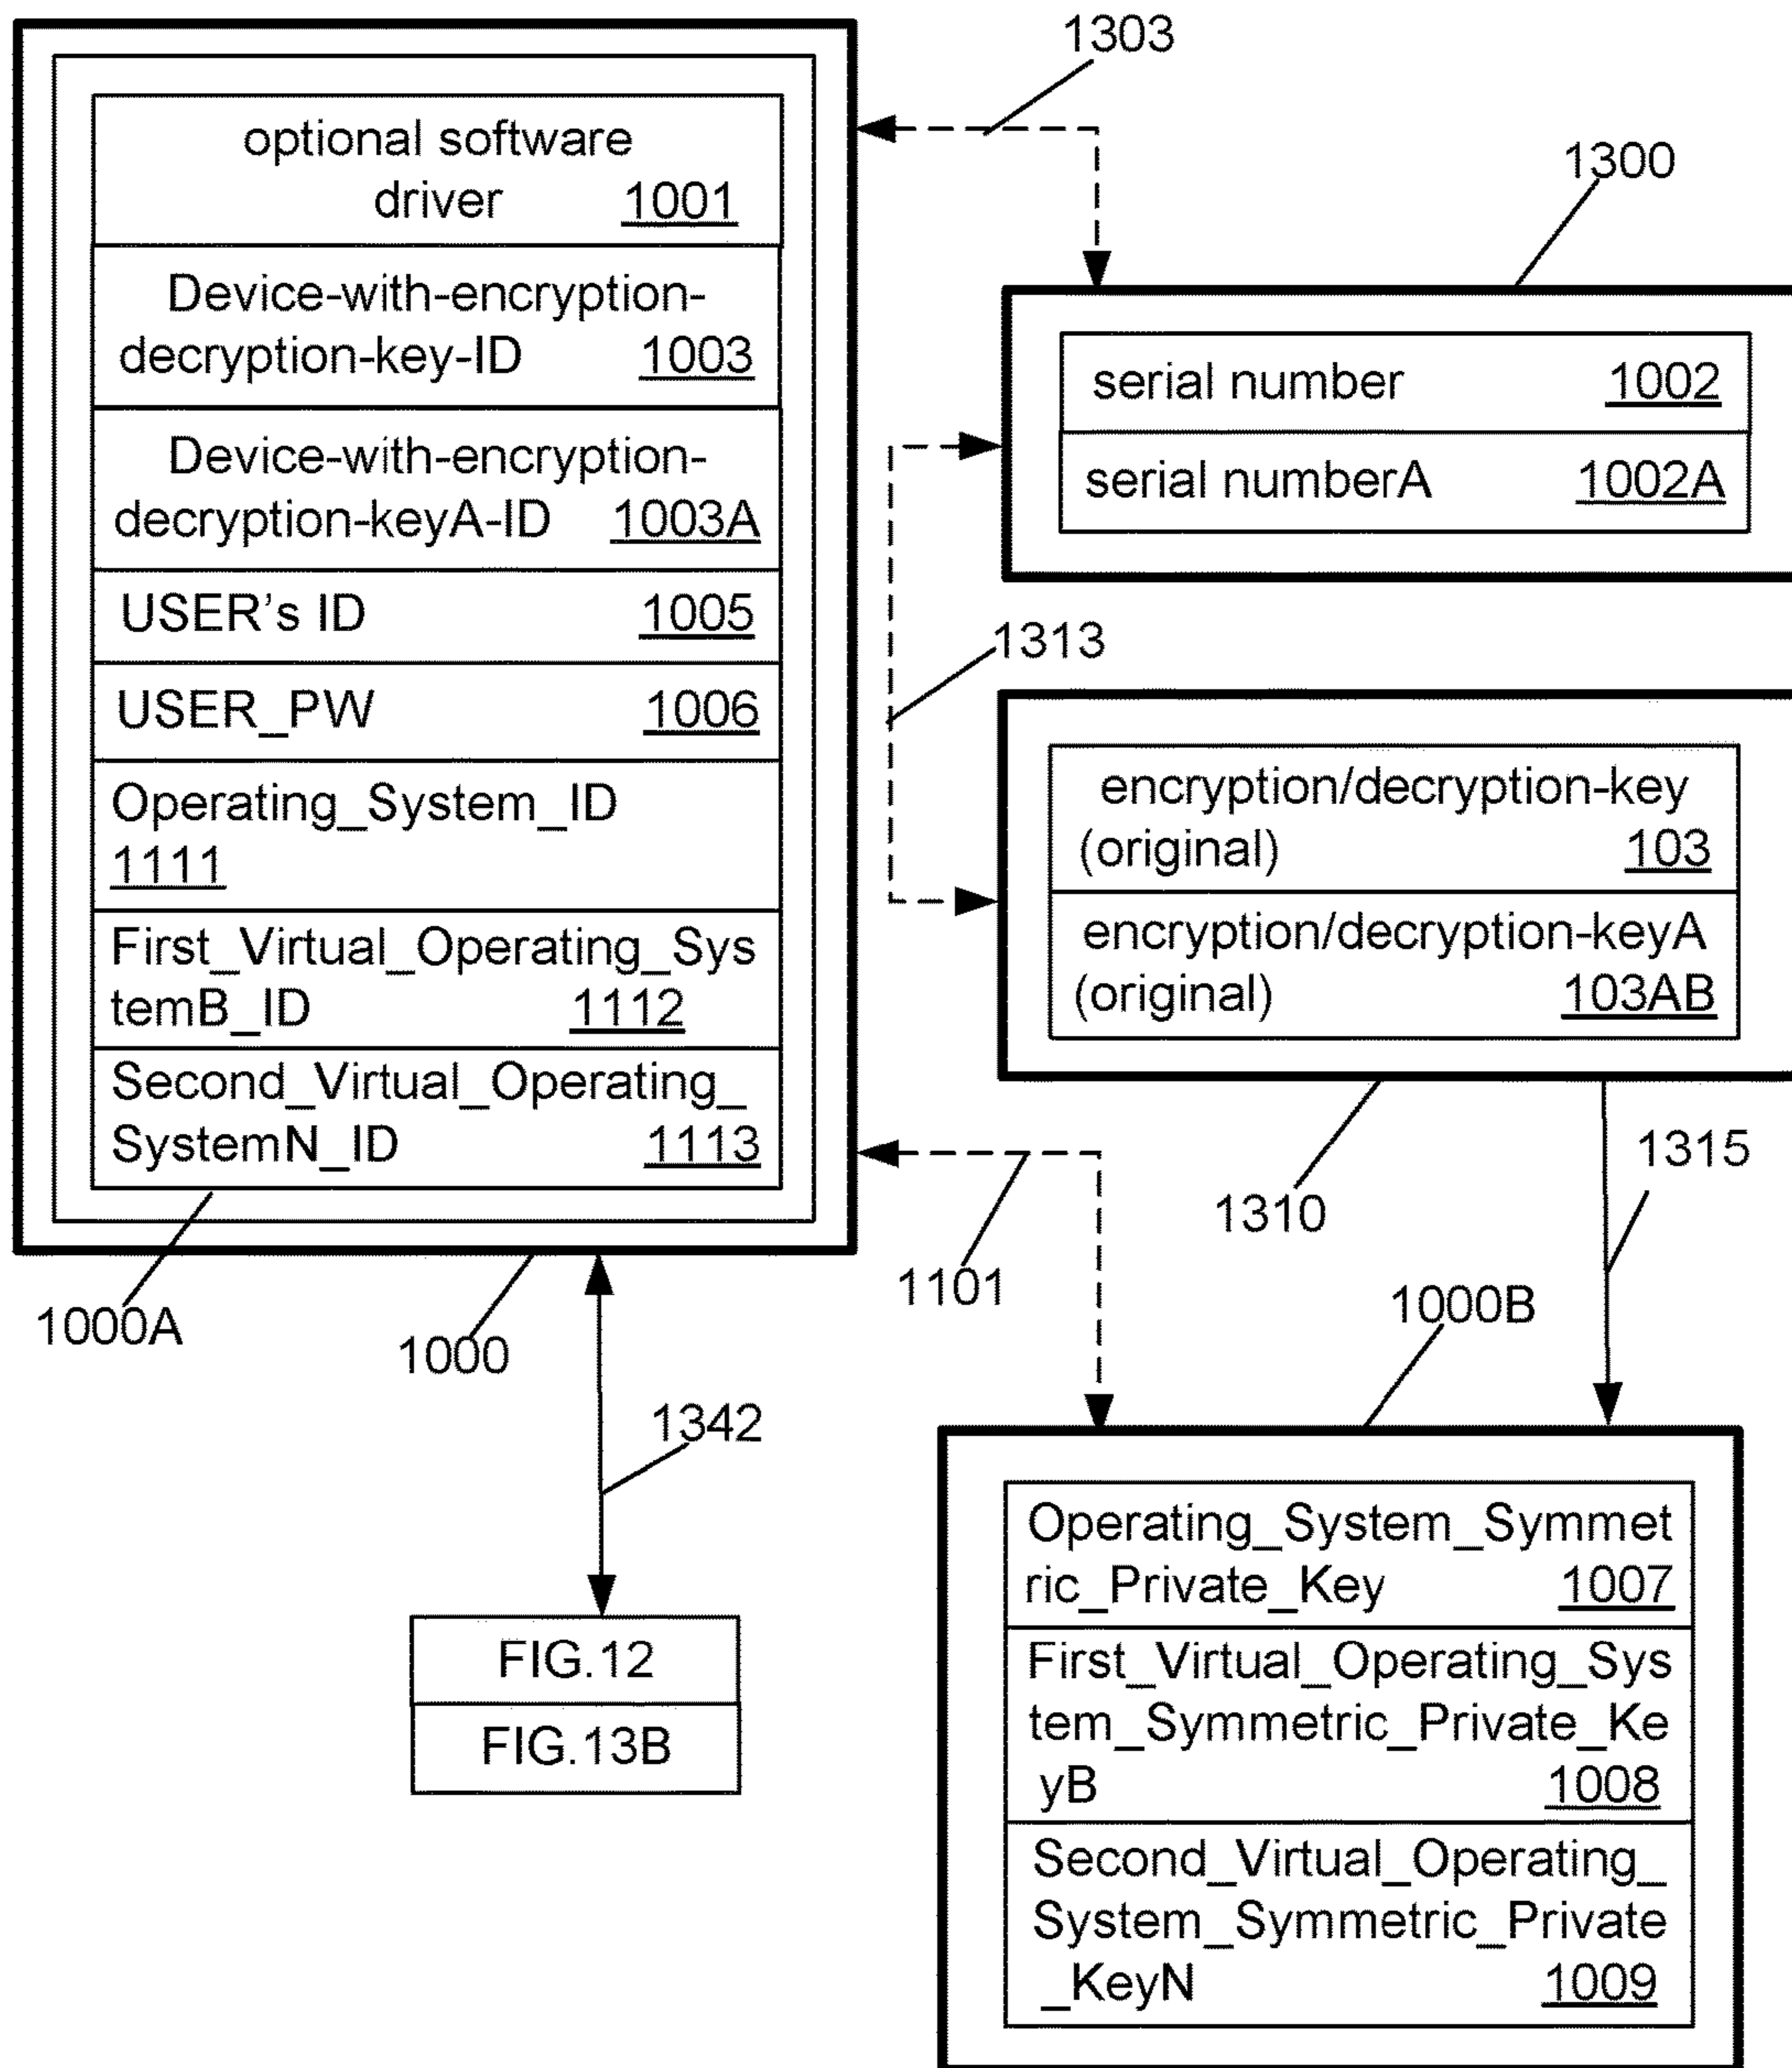 optional software
driver 1001
Device-with-encryption-
decryption-key-ID 1003
Device-with-encryption-
decryption-keyA-ID 1003A
USER's ID 1005
USER_PW 1006
Operating_System_ID
1111
First_Virtual_Operating_Sys
temB_ID 1112
Second_Virtual_Operating_
SystemN_ID 1113
1000A
1000
1342
FIG.12
FIG.13B
1303
1300
serial number 1002
serial numberA 1002A
1313
encryption/decryption-key
(original) 103
encryption/decryption-keyA
(original) 103AB
1310
1315
1101
1000B
Operating_System_Symmet
ric_Private_Key 1007
First_Virtual_Operating_Sys
tem_Symmetric_Private_Ke
yB 1008
Second_Virtual_Operating_
System_Symmetric_Private
_KeyN 1009